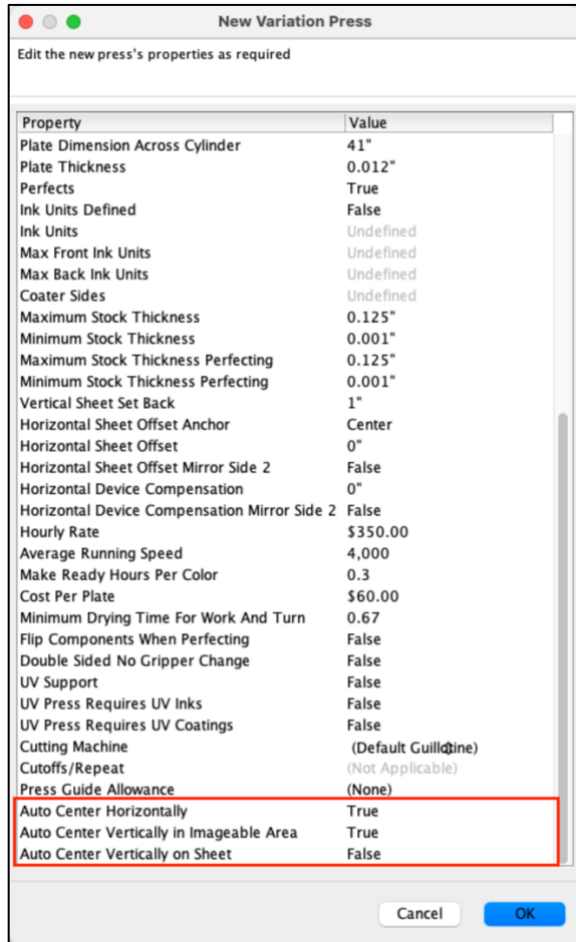 New Variation Press
Edit the new press's properties as required
Property Value
Plate Dimension Across Cylinder 41"
Plate Thickness 0.012"
Perfects True
Ink Units Defined False
Ink Units Undefined
Max Front Ink Units Undefined
Max Back Ink Units Undefined
Coater Sides Undefined
Maximum Stock Thickness 0.125"
Minimum Stock Thickness 0.001"
Maximum Stock Thickness Perfecting 0.125"
Minimum Stock Thickness Perfecting 0.001"
Vertical Sheet Set Back 1"
Horizontal Sheet Offset Anchor Center
Horizontal Sheet Offset 0"
Horizontal Sheet Offset Mirror Side 2 False
Horizontal Device Compensation 0"
Horizontal Device Compensation Mirror Side 2 False
Hourly Rate $350.00
Average Running Speed 4,000
Make Ready Hours Per Color 0.3
Cost Per Plate $60.00
Minimum Drying Time For Work And Turn 0.67
Flip Components When Perfecting False
Double Sided No Gripper Change False
UV Support False
UV Press Requires UV Inks False
UV Press Requires UV Coatings False
Cutting Machine (Default Guillotine)
Cutoffs/Repeat (Not Applicable)
Press Guide Allowance (None)
Auto Center Horizontally True
Auto Center Vertically in Imageable Area True
Auto Center Vertically on Sheet False
Cancel OK